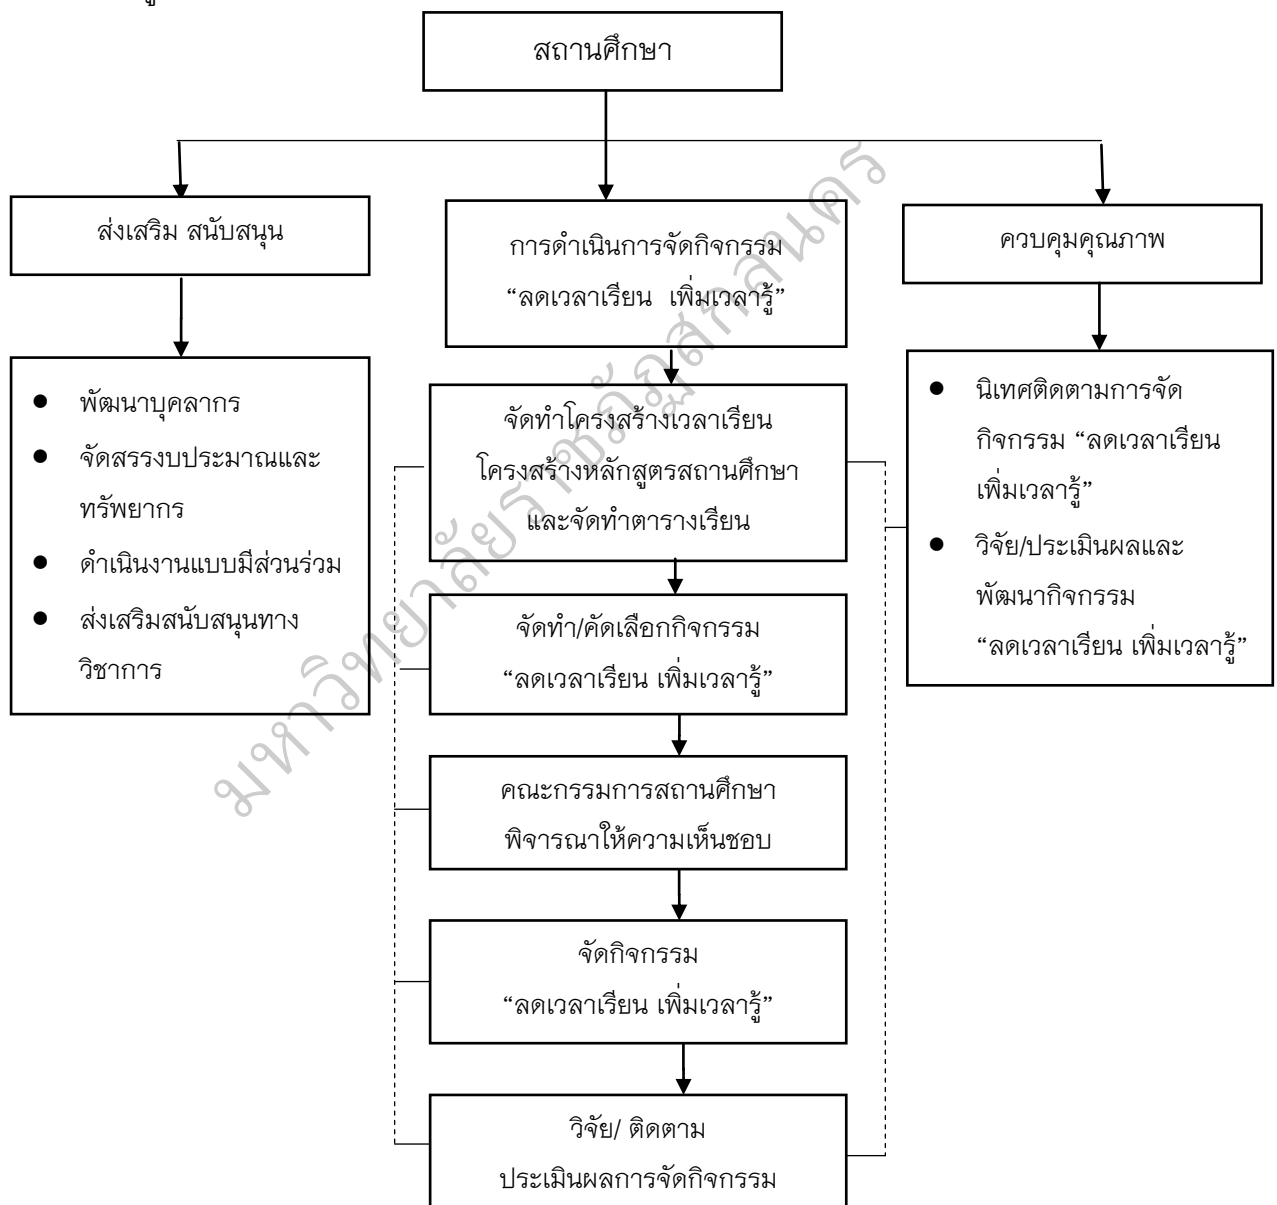 สถานศึกษา
ส่งเสริม สนับสนุน
การดำเนินการจัดกิจกรรม
“ลดเวลาเรียน เพิ่มเวลารู้”
ควบคุมคุณภาพ
● พัฒนาบุคลากร
● จัดสรรงบประมาณและ
ทรัพยากร
● ดำเนินงานแบบมีส่วนร่วม
● ส่งเสริมสนับสนุนทาง
วิชาการ
จัดทำโครงสร้างเวลาเรียน
โครงสร้างหลักสูตรสถานศึกษา
และจัดทำตารางเรียน
จัดทำ/คัดเลือกกิจกรรม
“ลดเวลาเรียน เพิ่มเวลารู้”
คณะกรรมการสถานศึกษา
พิจารณาให้ความเห็นชอบ
จัดกิจกรรม
“ลดเวลาเรียน เพิ่มเวลารู้”
วิจัย/ ติดตาม
ประเมินผลการจัดกิจกรรม
● นิเทศติดตามการจัด
กิจกรรม “ลดเวลาเรียน
เพิ่มเวลารู้”
● วิจัย/ประเมินผลและ
พัฒนากิจกรรม
“ลดเวลาเรียน เพิ่มเวลารู้”
มหาวิทยาลัยราชภัฏสกลนคร